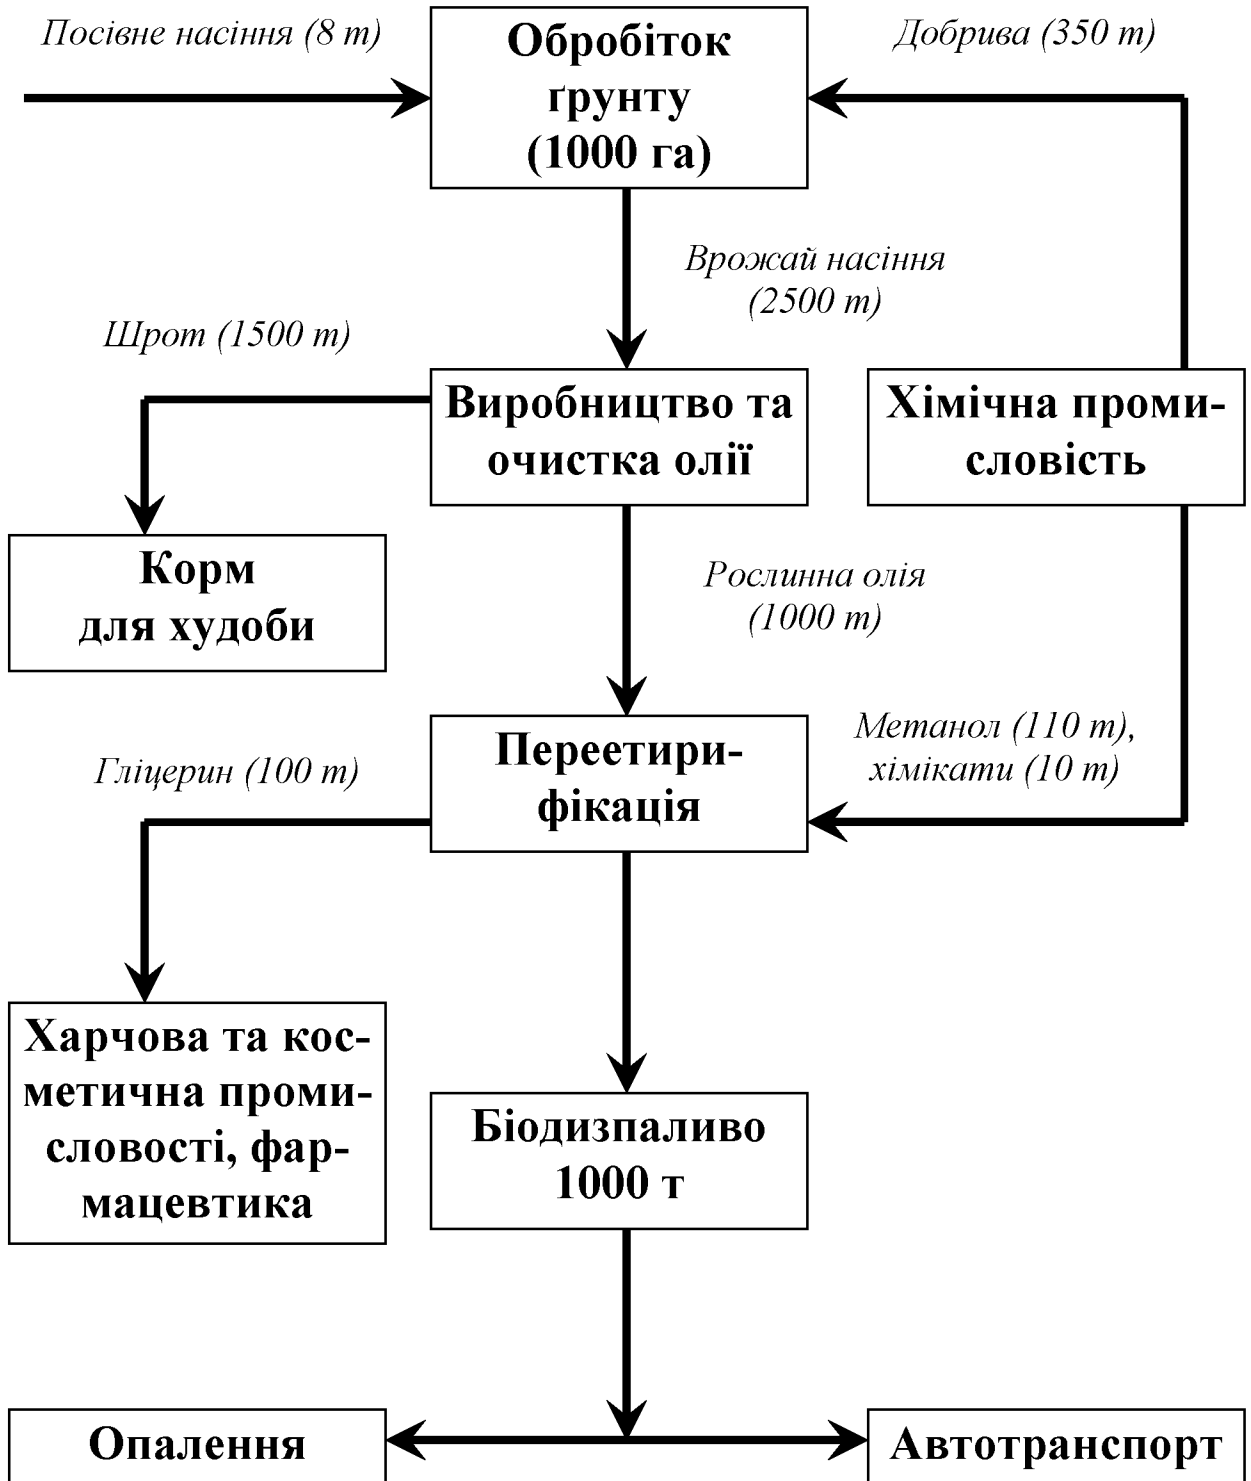 Посівне насіння (8 т)
Обробіток
ґрунту
(1000 га)
Добрива (350 т)
Врожай насіння
(2500 т)
Шрот (1500 т)
Виробництво та
очистка олії
Хімічна проми-
словість
Корм
для худоби
Рослинна олія
(1000 т)
Переетири-
фікація
Метанол (110 т),
хімікати (10 т)
Гліцерин (100 т)
Харчова та кос-
метична проми-
словості, фар-
мацевтика
Біодизпаливо
1000 т
Опалення
Автотранспорт